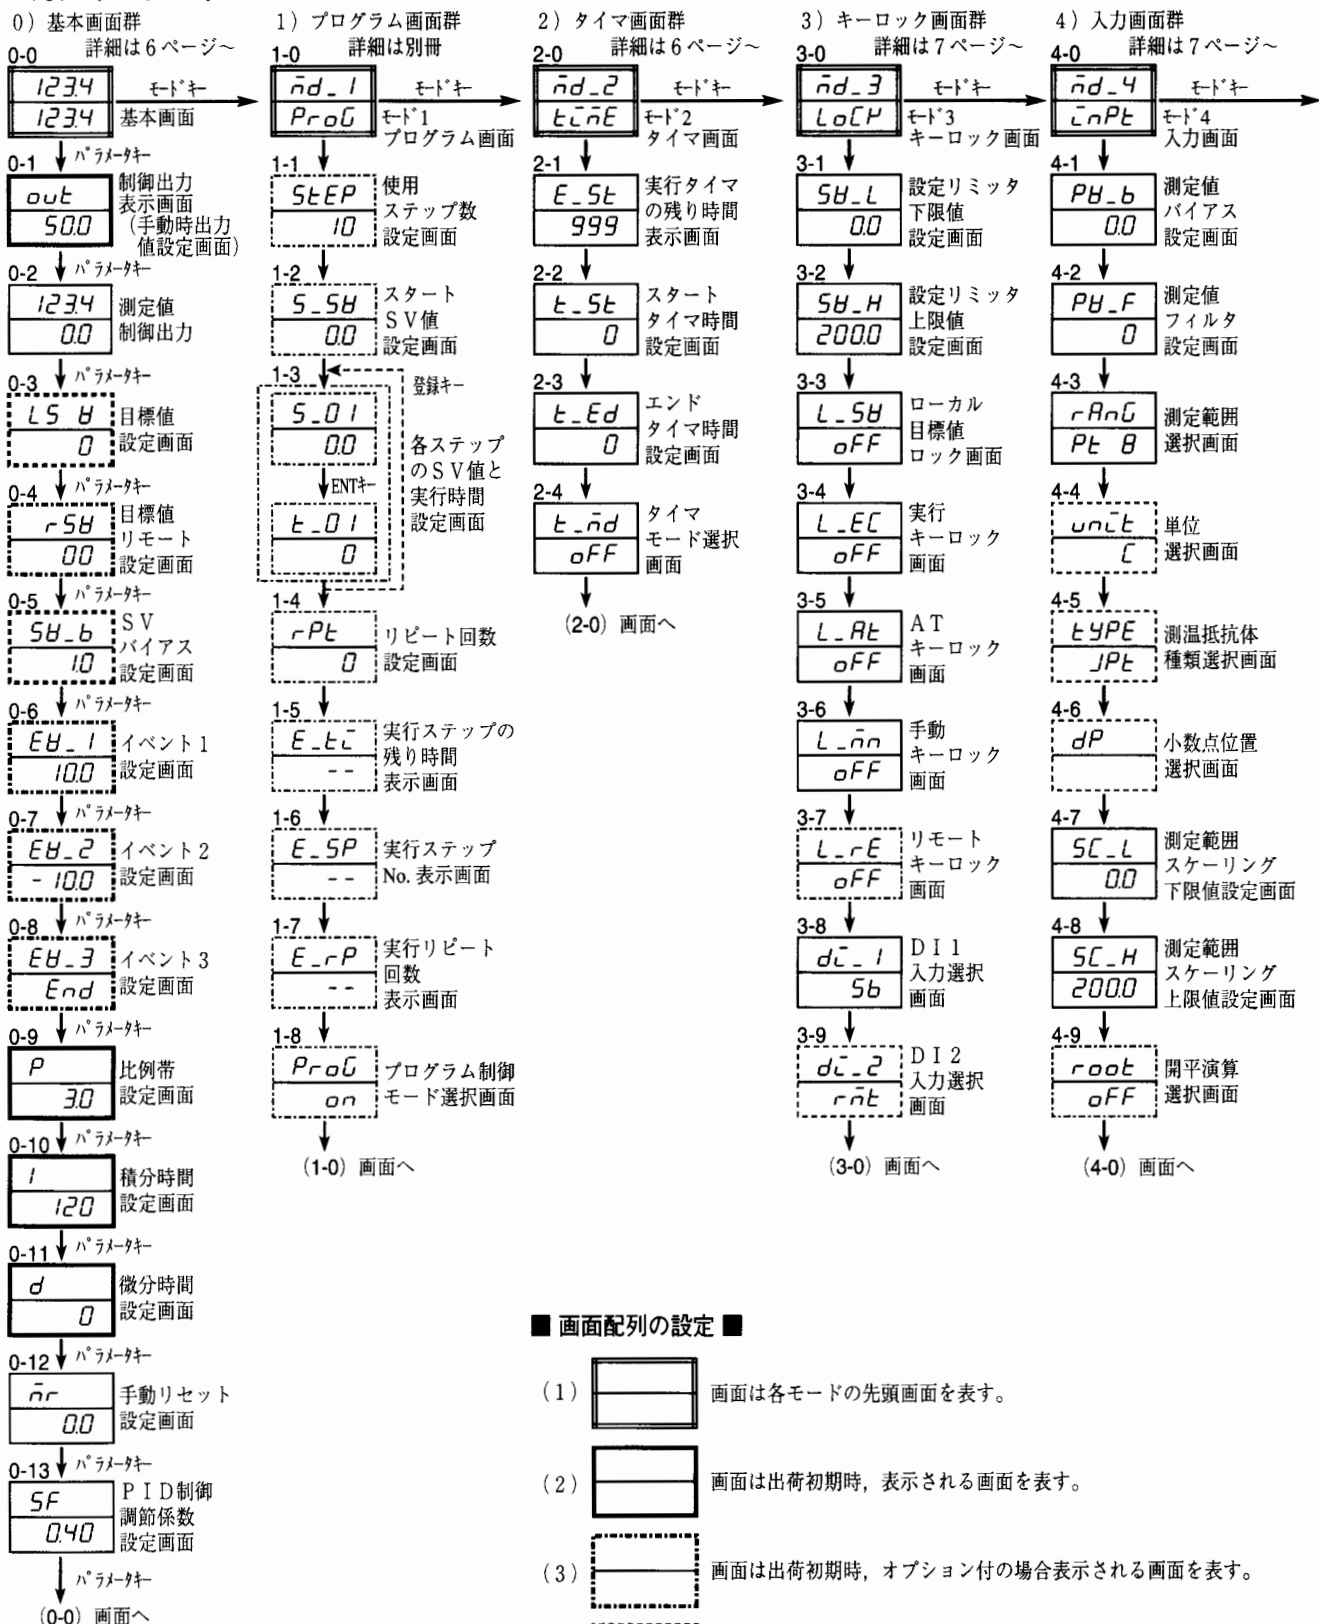 0）基本画面群
詳細は6ページ～
0-0
123.4
123.4
基本画面
モードキー
パラメータキー
0-1
out
50.0
制御出力
表示画面
（手動時出力
値設定画面）
パラメータキー
0-2
123.4
0.0
測定値
制御出力
パラメータキー
0-3
LS V
0
目標値
設定画面
パラメータキー
0-4
rSV
00
目標値
リモート
設定画面
パラメータキー
0-5
SV_b
1.0
SV
バイアス
設定画面
パラメータキー
0-6
EV_1
10.0
イベント1
設定画面
パラメータキー
0-7
EV_2
-10.0
イベント2
設定画面
パラメータキー
0-8
EV_3
End
イベント3
設定画面
パラメータキー
0-9
P
3.0
比例帯
設定画面
パラメータキー
0-10
I
120
積分時間
設定画面
パラメータキー
0-11
d
0
微分時間
設定画面
パラメータキー
0-12
mr
0.0
手動リセット
設定画面
パラメータキー
0-13
SF
0.40
PID制御
調節係数
設定画面
パラメータキー
(0-0) 画面へ
1）プログラム画面群
詳細は別冊
1-0
md_1
ProG
モード1
プログラム画面
モードキー
1-1
StEP
10
使用
ステップ数
設定画面
1-2
S_SV
0.0
スタート
SV値
設定画面
1-3
登録キー
S_01
0.0
ENTキー
t_01
0
各ステップ
のSV値と
実行時間
設定画面
1-4
rPt
0
リピート回数
設定画面
1-5
E_ti
--
実行ステップの
残り時間
表示画面
1-6
E_SP
--
実行ステップ
No. 表示画面
1-7
E_rP
--
実行リピート
回数
表示画面
1-8
ProG
on
プログラム制御
モード選択画面
(1-0) 画面へ
2）タイマ画面群
詳細は6ページ～
2-0
md_2
timE
モード2
タイマ画面
モードキー
2-1
E_St
999
実行タイマ
の残り時間
表示画面
2-2
t_St
0
スタート
タイマ時間
設定画面
2-3
t_Ed
0
エンド
タイマ時間
設定画面
2-4
t_md
oFF
タイマ
モード選択
画面
(2-0) 画面へ
3）キーロック画面群
詳細は7ページ～
3-0
md_3
LoCK
モード3
キーロック画面
モードキー
3-1
SV_L
0.0
設定リミッタ
下限値
設定画面
3-2
SV_H
200.0
設定リミッタ
上限値
設定画面
3-3
L_SV
oFF
ローカル
目標値
ロック画面
3-4
L_EC
oFF
実行
キーロック
画面
3-5
L_At
oFF
AT
キーロック
画面
3-6
L_mn
oFF
手動
キーロック
画面
3-7
L_rE
oFF
リモート
キーロック
画面
3-8
di_1
Sb
DI1
入力選択
画面
3-9
di_2
rmt
DI2
入力選択
画面
(3-0) 画面へ
4）入力画面群
詳細は7ページ～
4-0
md_4
inPt
モード4
入力画面
モードキー
4-1
PV_b
0.0
測定値
バイアス
設定画面
4-2
PV_F
0
測定値
フィルタ
設定画面
4-3
rAnG
Pt 8
測定範囲
選択画面
4-4
unit
C
単位
選択画面
4-5
tYPE
JPt
測温抵抗体
種類選択画面
4-6
dP
小数点位置
選択画面
4-7
SC_L
0.0
測定範囲
スケーリング
下限値設定画面
4-8
SC_H
200.0
測定範囲
スケーリング
上限値設定画面
4-9
root
oFF
開平演算
選択画面
(4-0) 画面へ
■ 画面配列の設定 ■
(1) 画面は各モードの先頭画面を表す。
(2) 画面は出荷初期時，表示される画面を表す。
(3) 画面は出荷初期時，オプション付の場合表示される画面を表す。